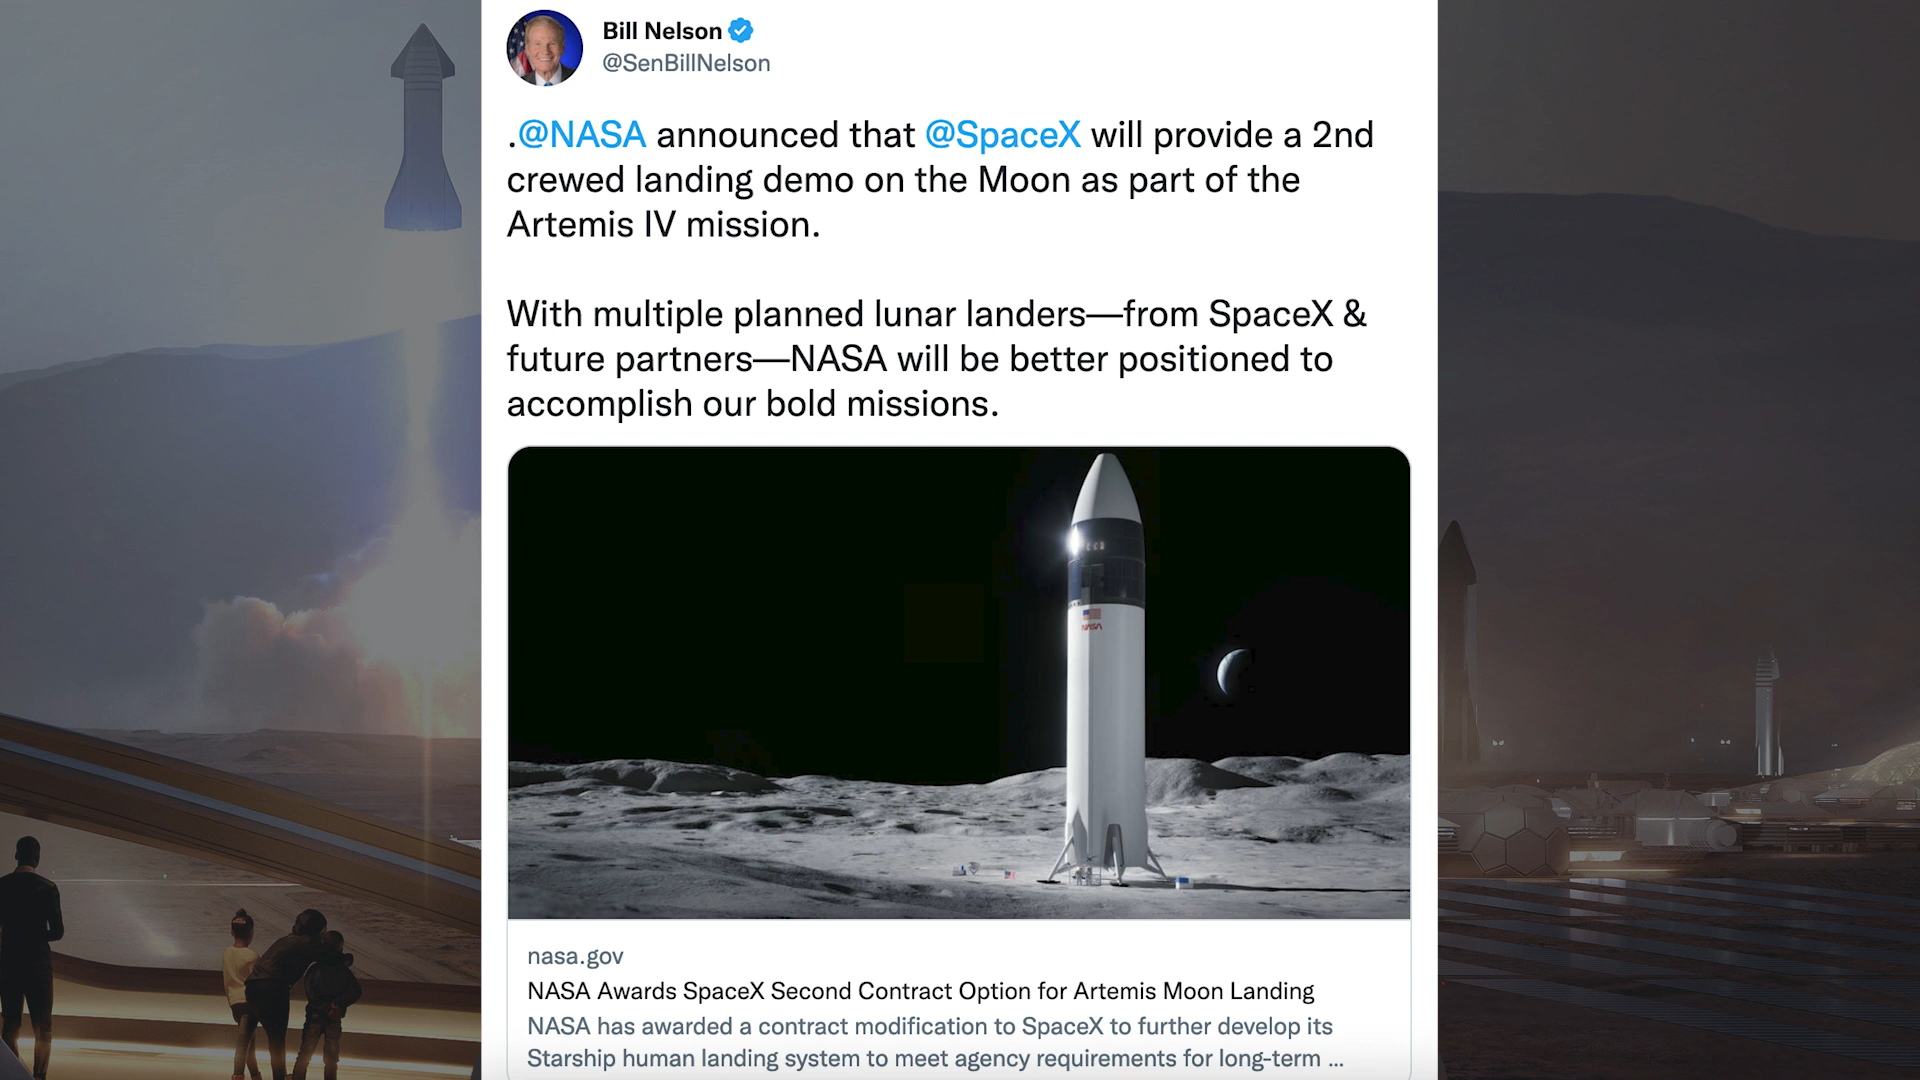 Bill Nelson
@SenBillNelson
.@NASA announced that @SpaceX will provide a 2nd
crewed landing demo on the Moon as part of the
Artemis IV mission.
With multiple planned lunar landers—from SpaceX &
future partners—NASA will be better positioned to
accomplish our bold missions.
NASA
nasa.gov
NASA Awards SpaceX Second Contract Option for Artemis Moon Landing
NASA has awarded a contract modification to SpaceX to further develop its
Starship human landing system to meet agency requirements for long-term ...